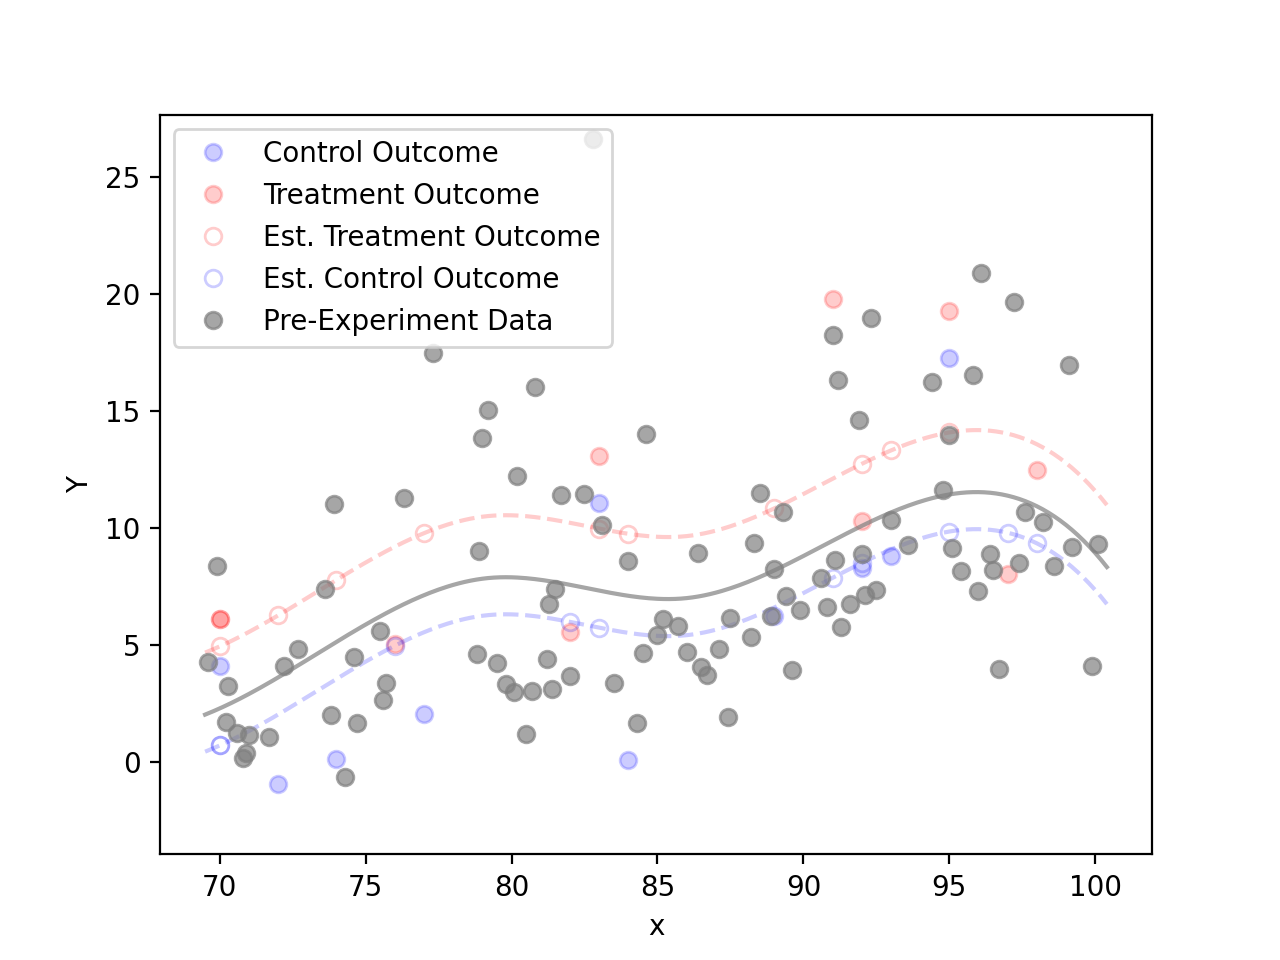 Control Outcome
Treatment Outcome
Est. Treatment Outcome
Est. Control Outcome
Pre-Experiment Data
25
20
15
10
5
0
Y
70 75 80 85 90 95 100
x